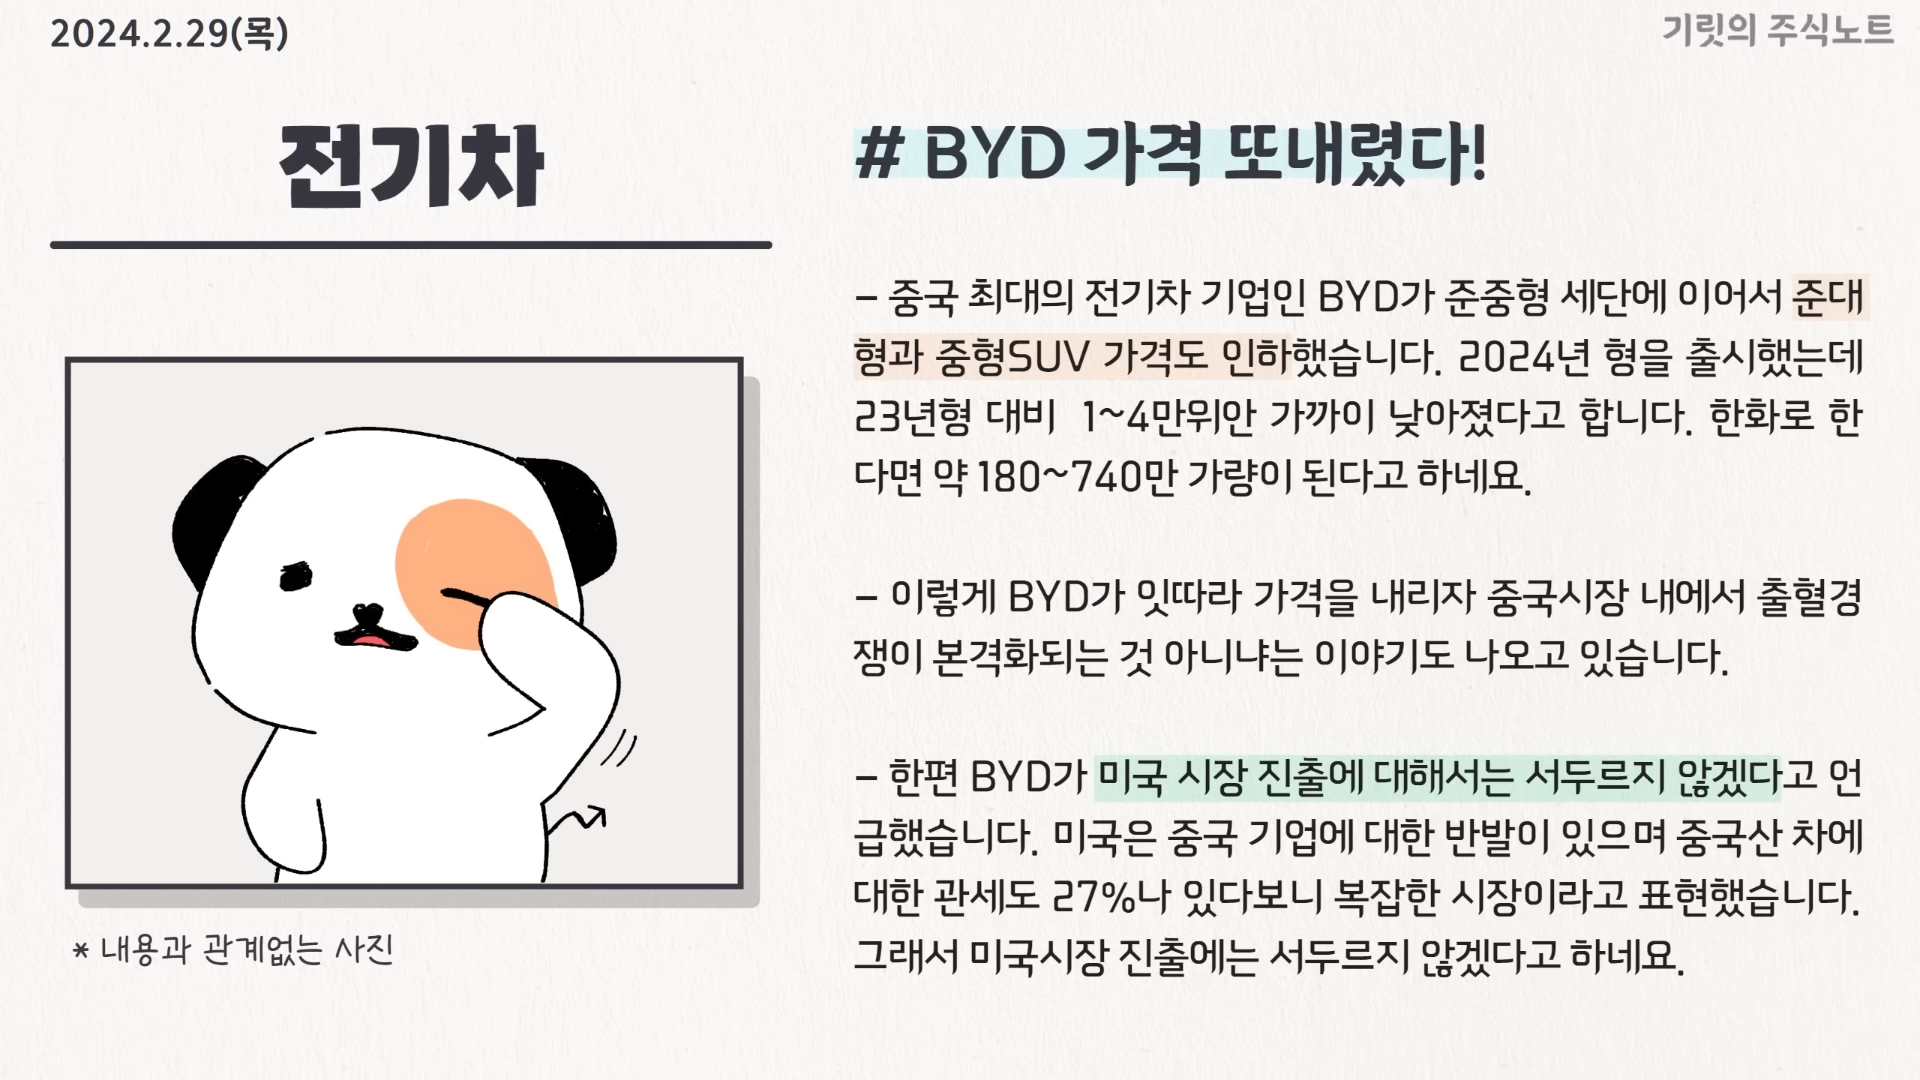 2024.2.29(목)
기릿의 주식노트
전기차
* 내용과 관계없는 사진
# BYD 가격 또내렸다!
– 중국 최대의 전기차 기업인 BYD가 준중형 세단에 이어서 준대
형과 중형SUV 가격도 인하했습니다. 2024년 형을 출시했는데
23년형 대비 1~4만위안 가까이 낮아졌다고 합니다. 한화로 한
다면 약 180~740만 가량이 된다고 하네요.
– 이렇게 BYD가 잇따라 가격을 내리자 중국시장 내에서 출혈경
쟁이 본격화되는 것 아니냐는 이야기도 나오고 있습니다.
– 한편 BYD가 미국 시장 진출에 대해서는 서두르지 않겠다고 언
급했습니다. 미국은 중국 기업에 대한 반발이 있으며 중국산 차에
대한 관세도 27%나 있다보니 복잡한 시장이라고 표현했습니다.
그래서 미국시장 진출에는 서두르지 않겠다고 하네요.